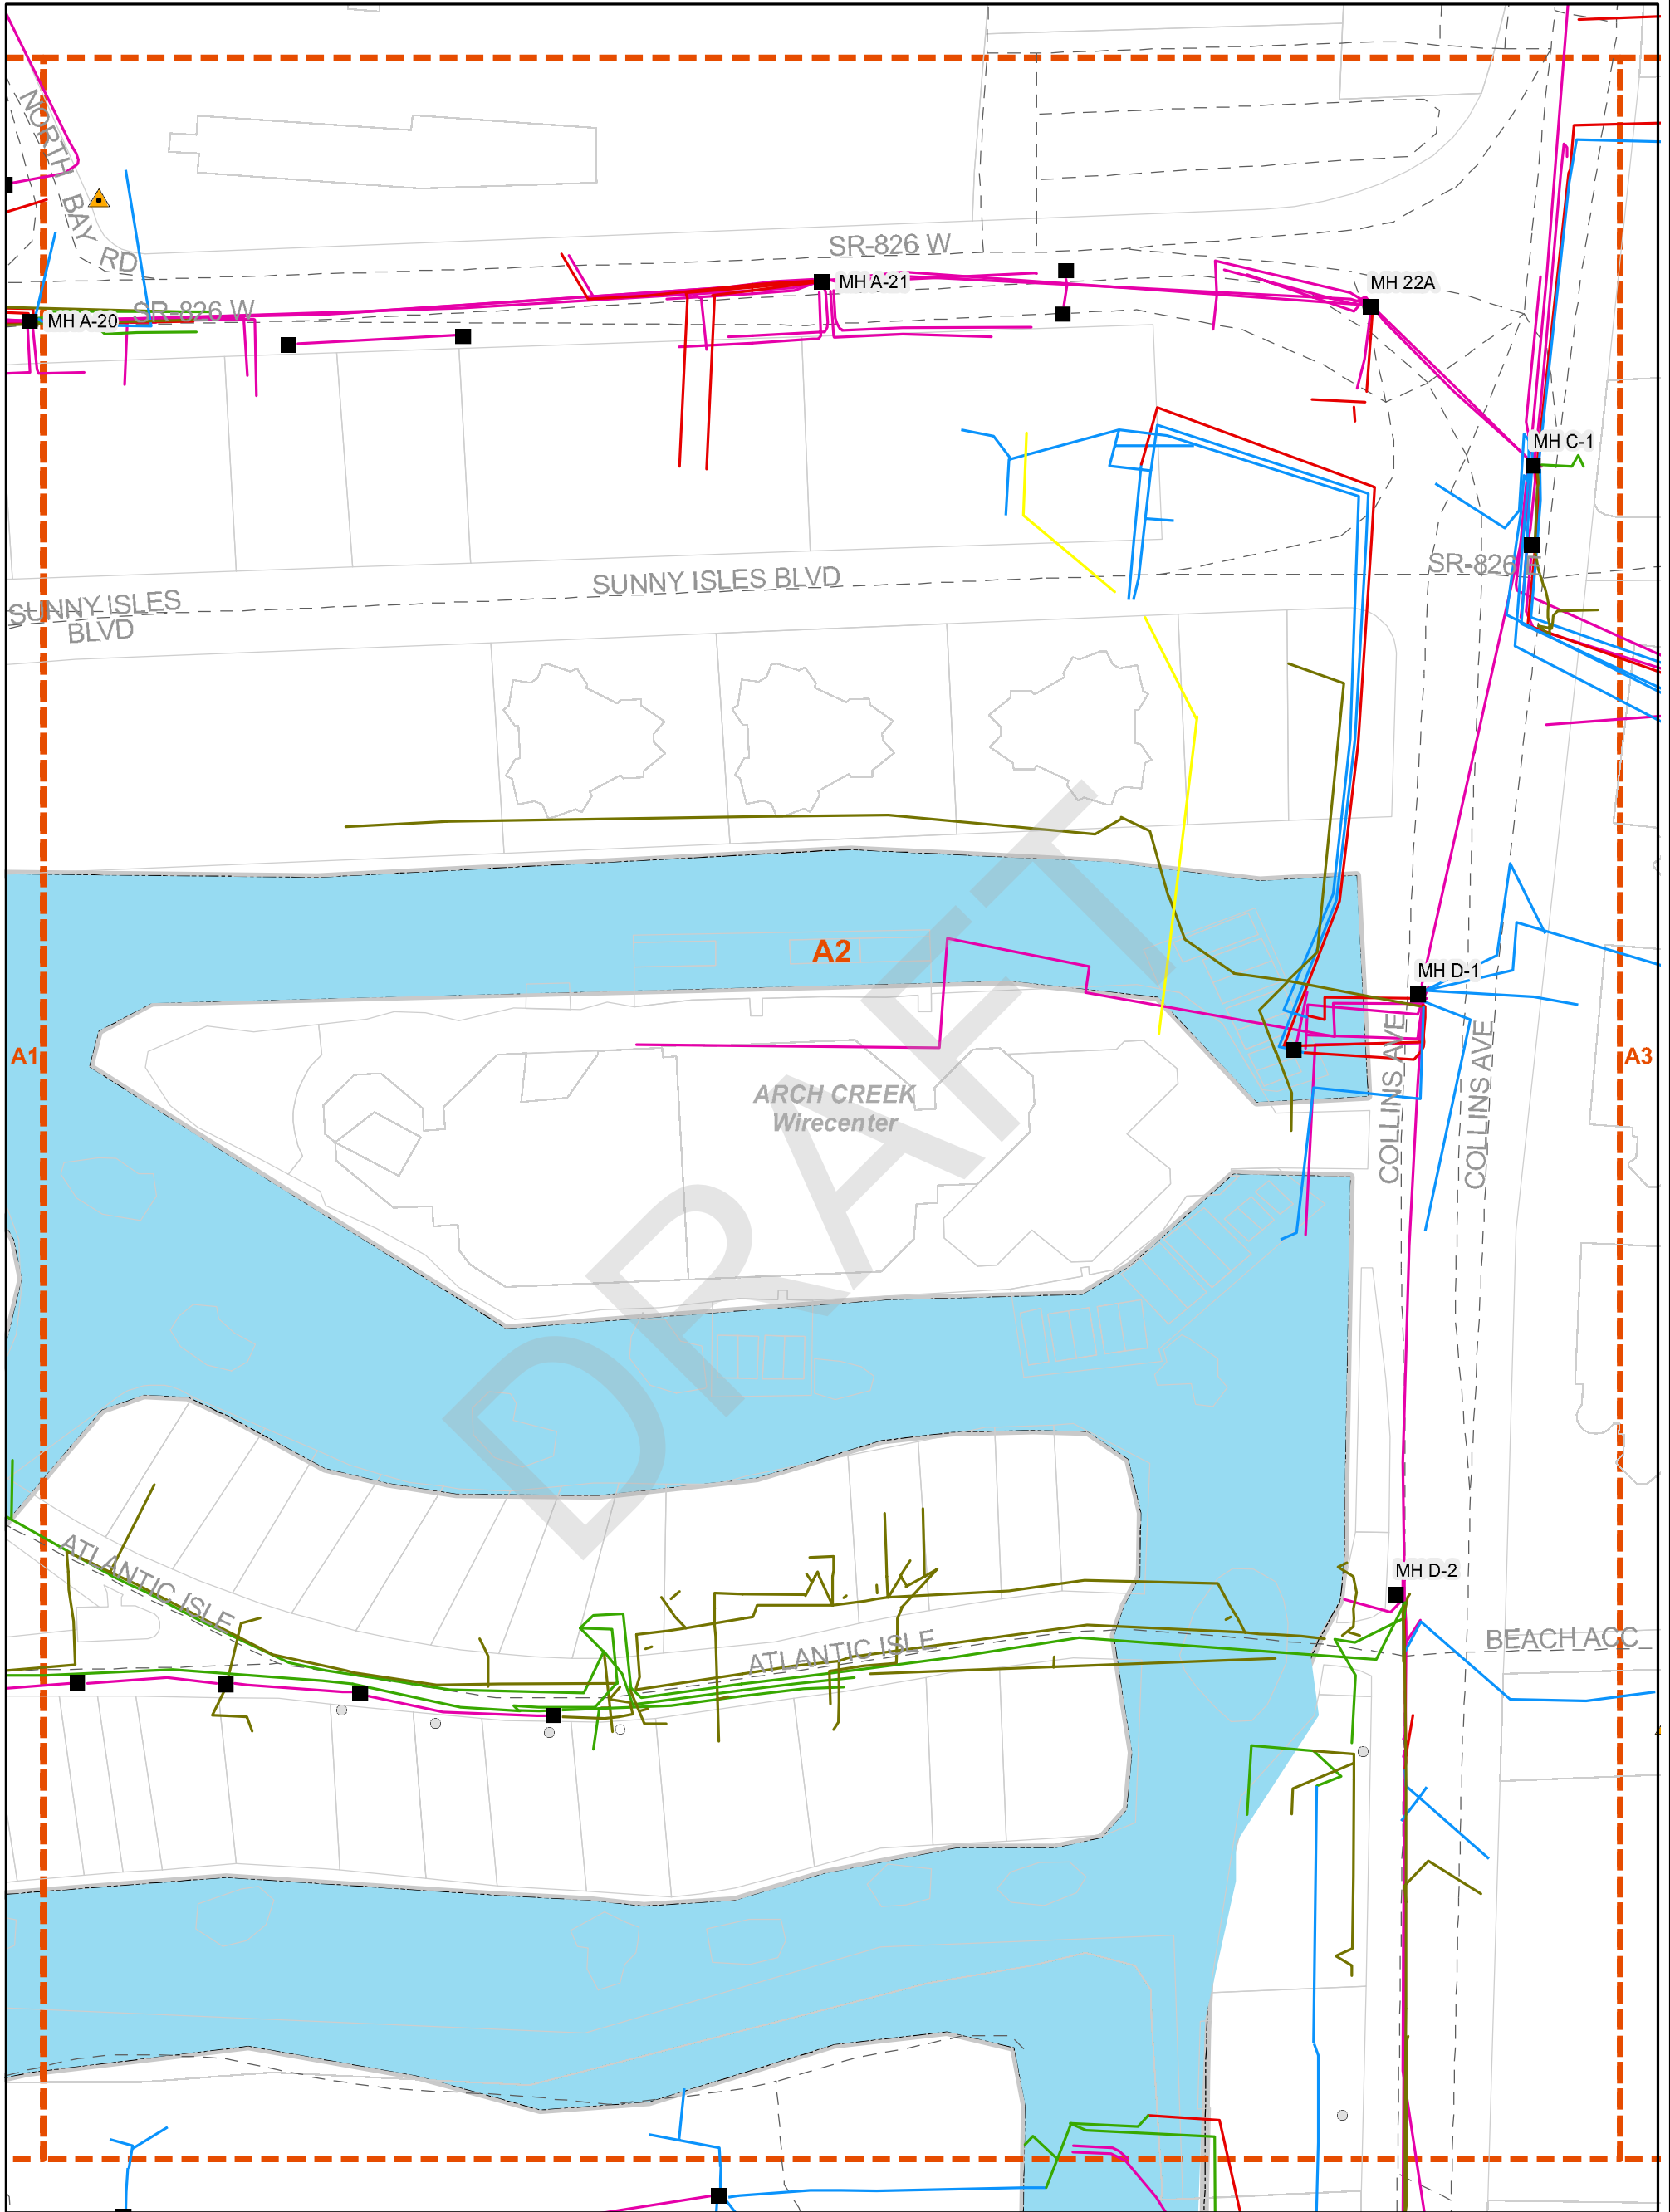 NORTH
BAY
RD
SR-826 W
MH A-21
MH 22A
SR-826 W
MH A-20
MH C-1
SR-826
SUNNY ISLES BLVD
SUNNY ISLES
BLVD
A2
MH D-1
A1
A3
COLLINS AVE
COLLINS AVE
ARCH CREEK
Wirecenter
DRAFT
ATLANTIC ISLE
MH D-2
ATLANTIC ISLE
BEACH ACC